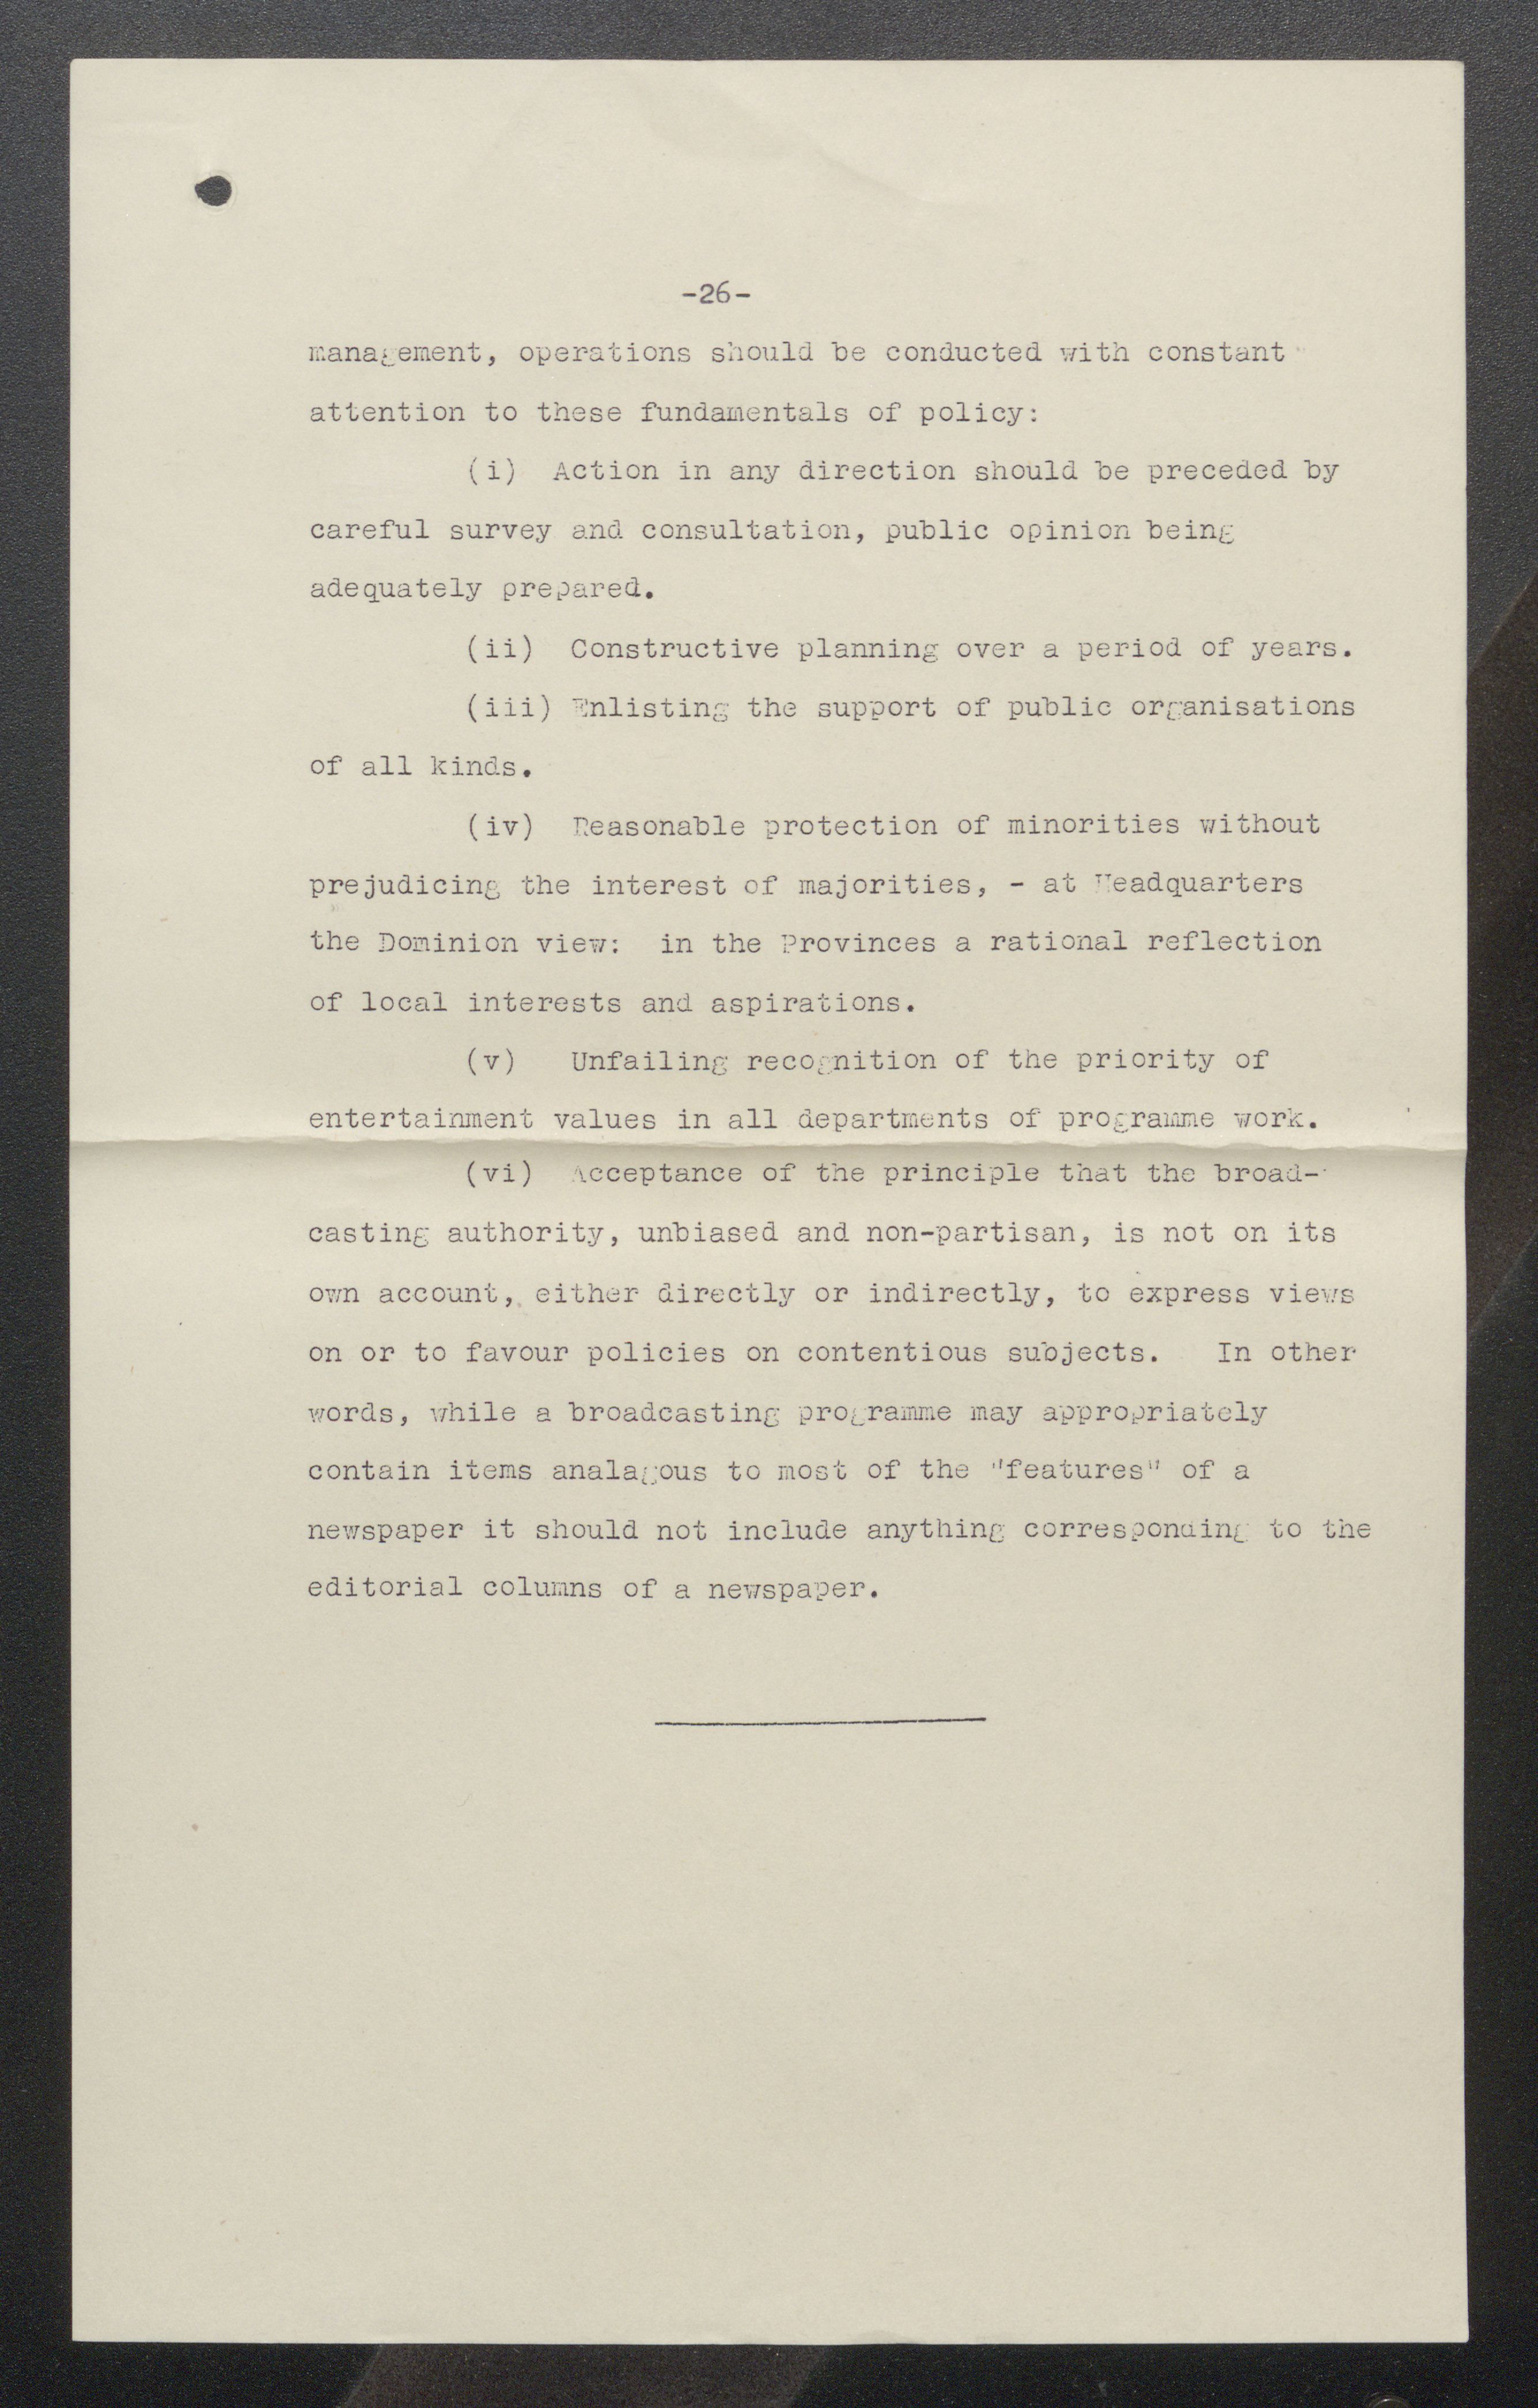 -26-
management, operations should be conducted with constant
attention to these fundamentals of policy:
(i) Action in any direction should be preceded by
careful survey and consultation, public opinion being
adequately prepared.
(ii) Constructive planning over a period of years.
(iii) Enlisting the support of public organisations
of all kinds.
(iv) Reasonable protection of minorities without
prejudicing the interest of majorities, - at Headquarters
the Dominion view: in the Provinces a rational reflection
of local interests and aspirations.
(v) Unfailing recognition of the priority of
entertainment values in all departments of programme work.
(vi) Acceptance of the principle that the broad-
casting authority, unbiased and non-partisan, is not on its
own account, either directly or indirectly, to express views
on or to favour policies on contentious subjects. In other
words, while a broadcasting programme may appropriately
contain items analagous to most of the "features" of a
newspaper it should not include anything corresponding to the
editorial columns of a newspaper.